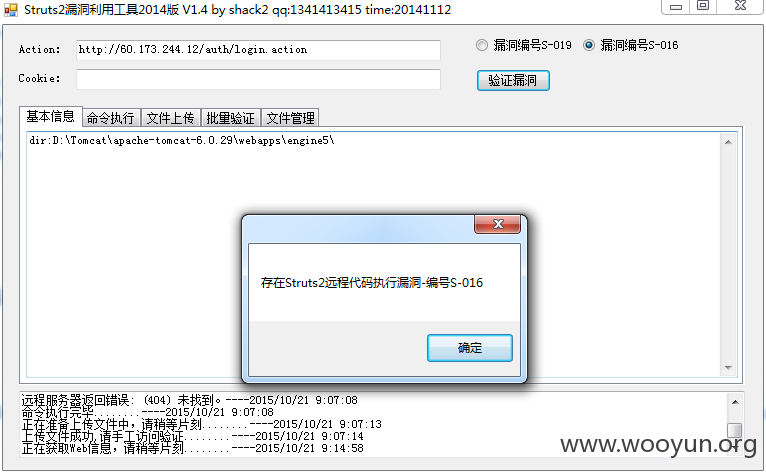 Struts2漏洞利用工具2014版 V1.4 by shack2 qq:1341413415 time:20141112
Action: http://60.173.244.12/auth/login.action 漏洞编号S-019 漏洞编号S-016
Cookie: 验证漏洞
基本信息 命令执行 文件上传 批量验证 文件管理
dir:D:\Tomcat\apache-tomcat-6.0.29\webapps\engine5\
存在Struts2远程代码执行漏洞-编号S-016
确定
远程服务器返回错误: (404) 未找到。----2015/10/21 9:07:08
命令执行完毕........----2015/10/21 9:07:08
正在准备上传文件中,请稍等片刻........----2015/10/21 9:07:13
上传文件成功,请手工访问验证........----2015/10/21 9:07:14
正在获取Web信息,请稍等片刻........----2015/10/21 9:14:58
www.wooyun.org